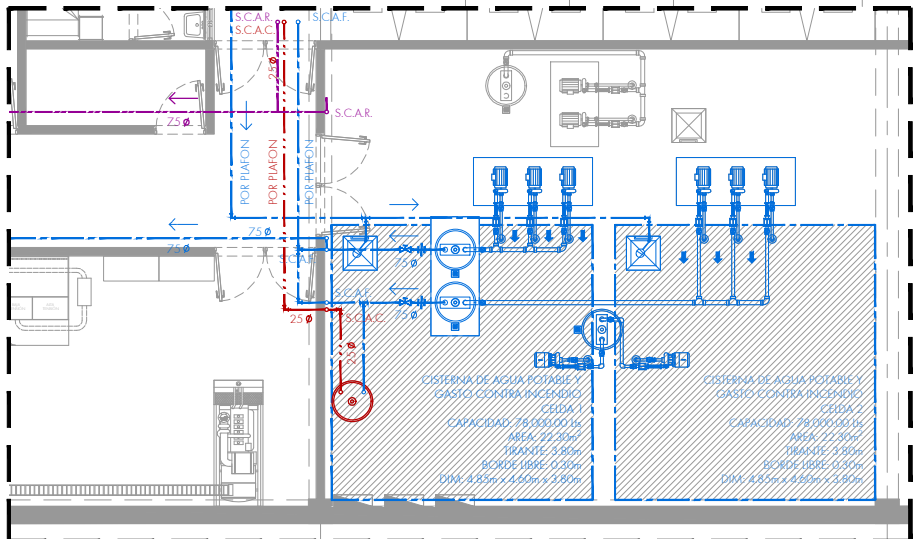 S.C.A.R.
S.C.A.C.
S.C.A.F.
25 ø
S.C.A.R.
75 ø
POR PLAFON
POR PLAFON
POR PLAFON
75 ø
75 ø
S.C.A.F.
75 ø
S.C.A.F.
75 ø
25 ø
S.C.A.C.
25 ø
CISTERNA DE AGUA POTABLE Y
GASTO CONTRA INCENDIO
CELDA 1
CAPACIDAD: 78,000.00 Lts
AREA: 22.30m²
TIRANTE: 3.80m
BORDE LIBRE: 0.30m
DIM: 4.85m x 4.60m x 3.80m
CISTERNA DE AGUA POTABLE Y
GASTO CONTRA INCENDIO
CELDA 2
CAPACIDAD: 78,000.00 Lts
AREA: 22.30m²
TIRANTE: 3.80m
BORDE LIBRE: 0.30m
DIM: 4.85m x 4.60m x 3.80m